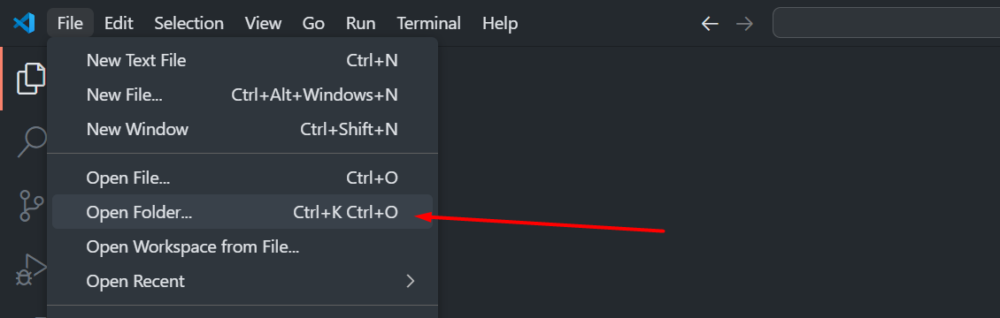 File Edit Selection View Go Run Terminal Help
New Text File Ctrl+N
New File... Ctrl+Alt+Windows+N
New Window Ctrl+Shift+N
Open File... Ctrl+O
Open Folder... Ctrl+K Ctrl+O
Open Workspace from File...
Open Recent